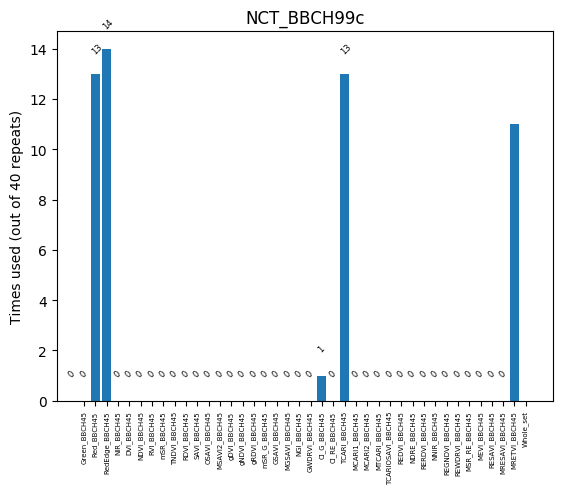 NCT_BBCH99c
Times used (out of 40 repeats)
14
12
10
8
6
4
2
0
0 0 13 14 0 0 0 0 0 0 0 0 0 0 0 0 0 0 0 0 0 0 1 0 13 0 0 0 0 0 0 0 0 0 0 0 0 0 0
Green_BBCH45
Red_BBCH45
RedEdge_BBCH45
NIR_BBCH45
DVI_BBCH45
NDVI_BBCH45
RVI_BBCH45
mSR_BBCH45
TNDVI_BBCH45
RDVI_BBCH45
SAVI_BBCH45
OSAVI_BBCH45
MSAVI2_BBCH45
gDVI_BBCH45
gNDVI_BBCH45
gRDVI_BBCH45
mSR_G_BBCH45
GSAVI_BBCH45
MGSAVI_BBCH45
NGI_BBCH45
GWDRVI_BBCH45
CI_G_BBCH45
CI_RE_BBCH45
TCARI_BBCH45
MCARI1_BBCH45
MCARI2_BBCH45
MTCARI_BBCH45
TCARIOSAVI_BBCH45
REDVI_BBCH45
NDRE_BBCH45
RERDVI_BBCH45
NNIR_BBCH45
REGNDVI_BBCH45
REWDRVI_BBCH45
MSR_RE_BBCH45
MEVI_BBCH45
RESAVI_BBCH45
MRESAVI_BBCH45
MRETVI_BBCH45
Whole_set